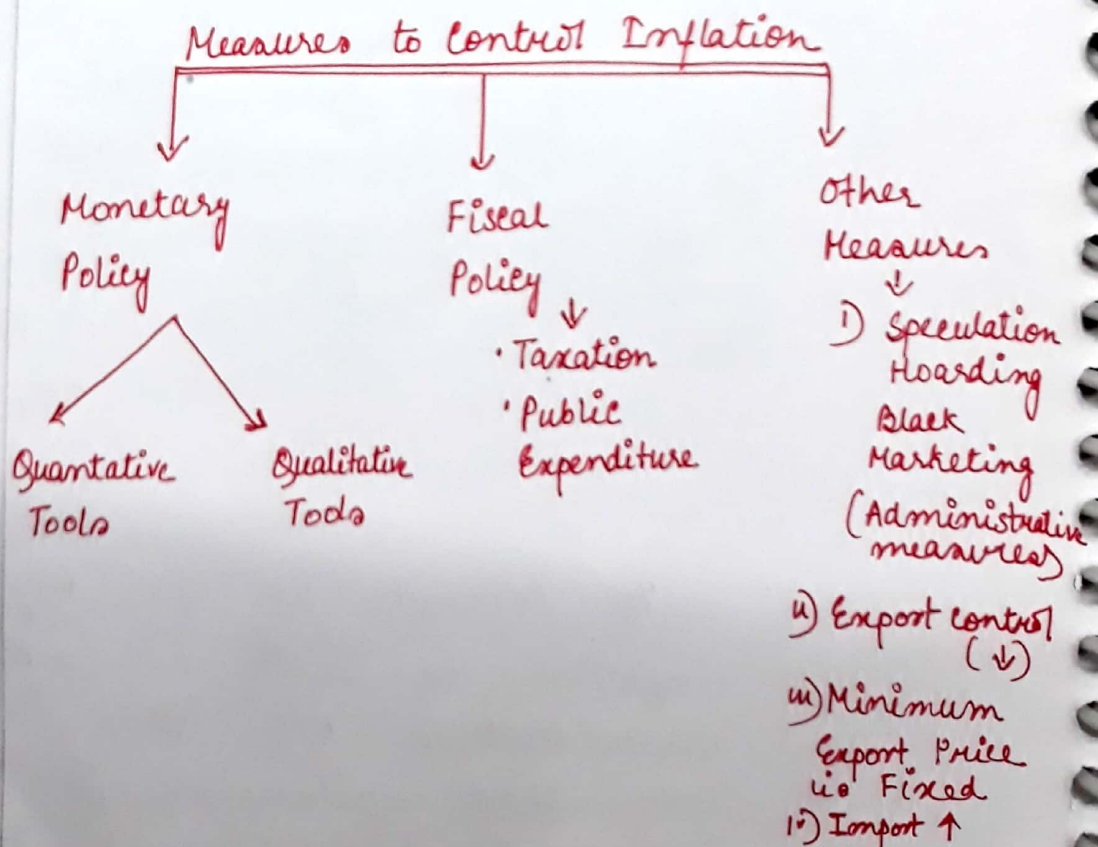 Measures to Control Inflation
Monetary
Policy
Quantative
Tools
Qualitative
Tools
Fiscal
Policy ↓
· Taxation
· Public
Expenditure
Other
Measures
↓
i) Speculation
Hoarding
Black
Marketing
(Administrative
measures)
ii) Export control
(↓)
iii) Minimum
Export Price
is Fixed
iv) Import ↑